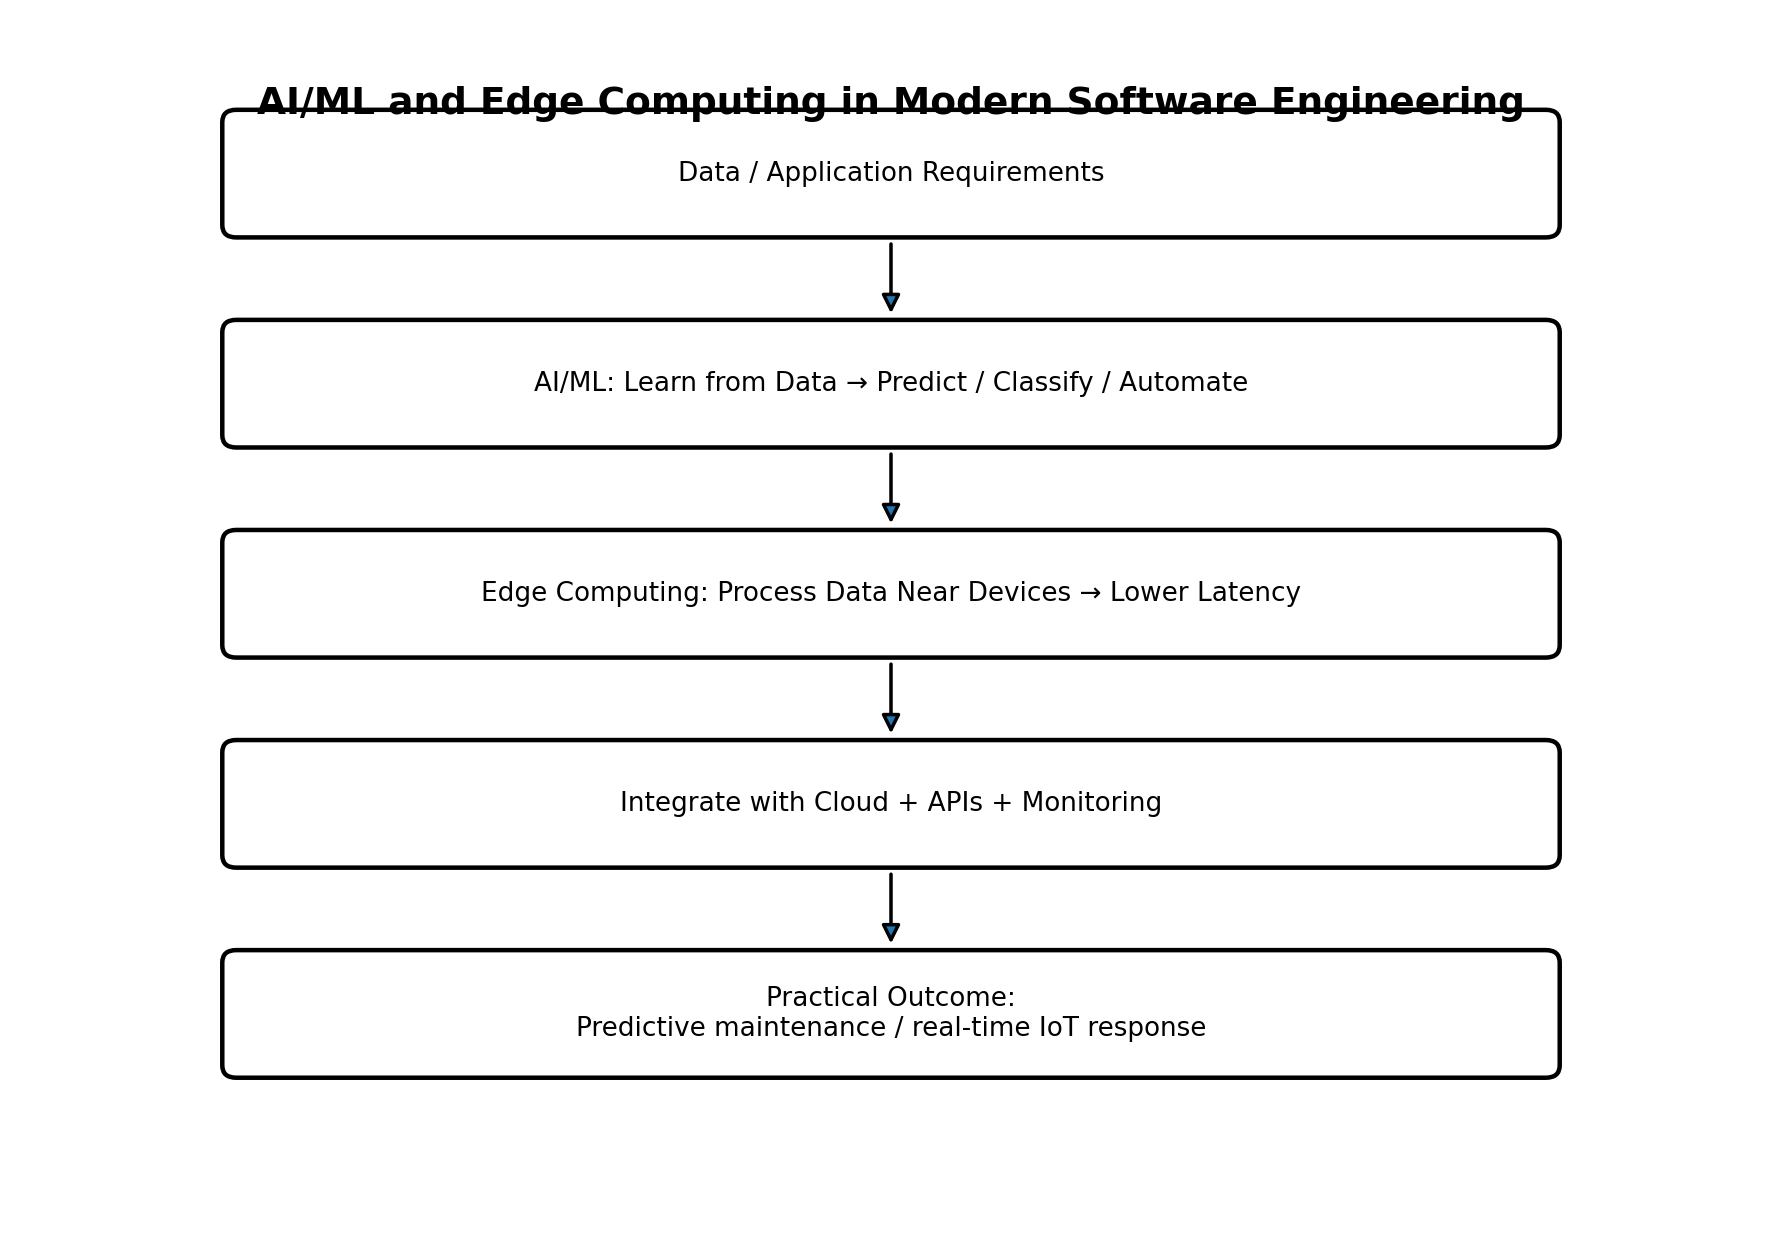 AI/ML and Edge Computing in Modern Software Engineering
Data / Application Requirements
AI/ML: Learn from Data → Predict / Classify / Automate
Edge Computing: Process Data Near Devices → Lower Latency
Integrate with Cloud + APIs + Monitoring
Practical Outcome:
Predictive maintenance / real-time IoT response